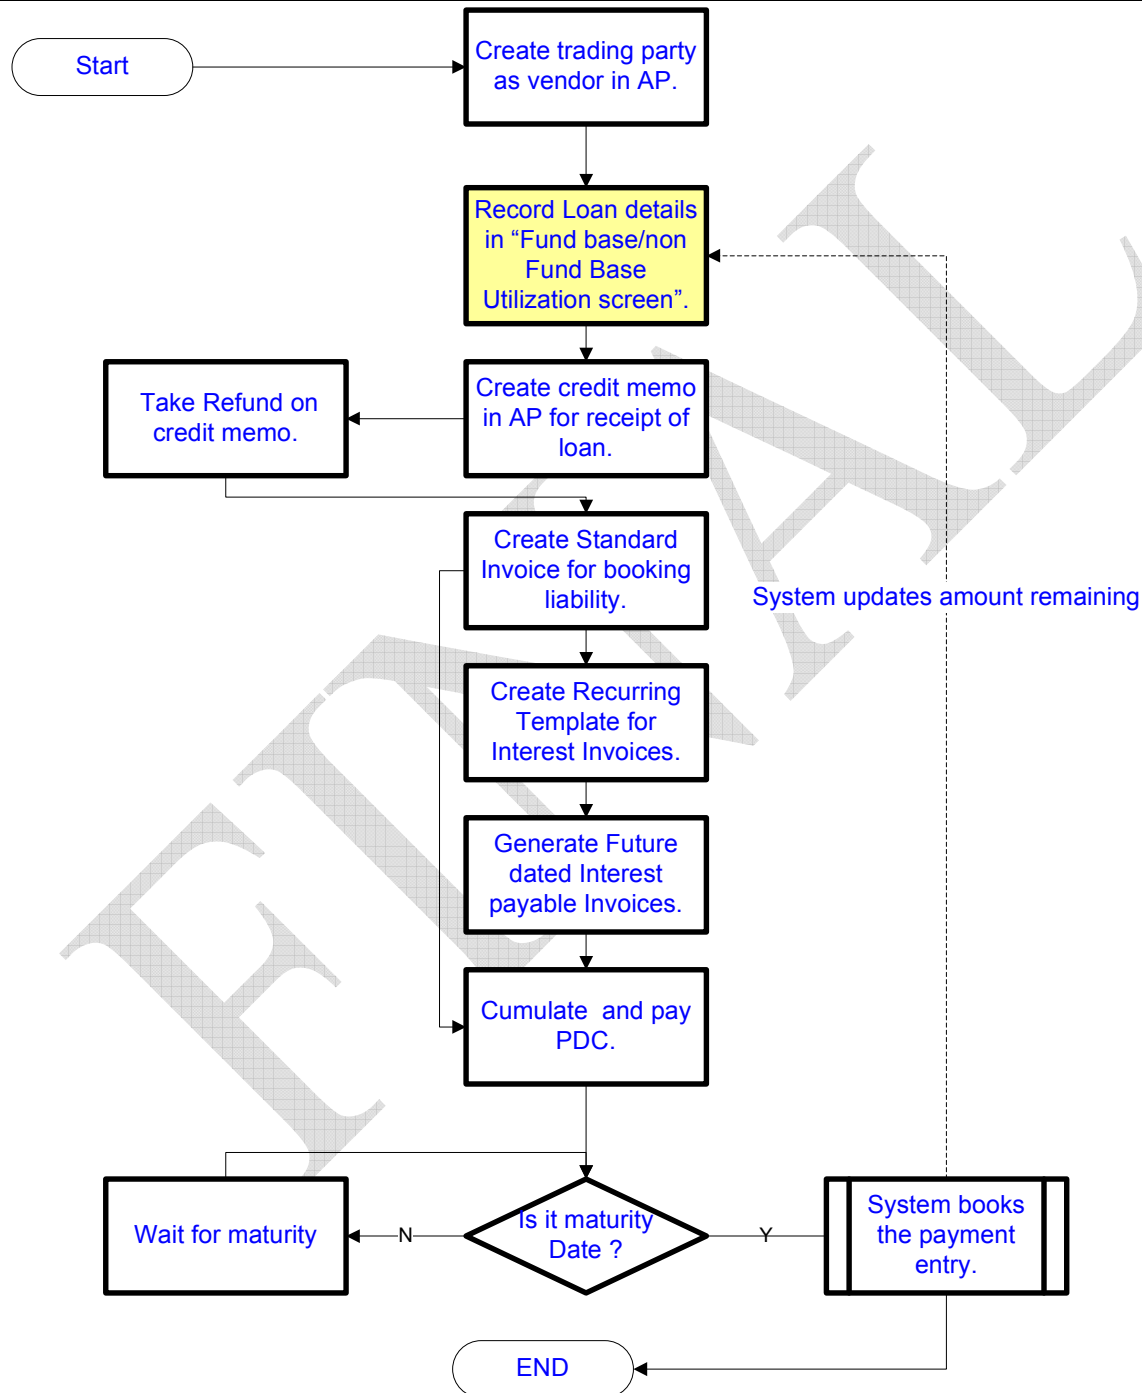 Start
Create trading party
as vendor in AP.
Record Loan details
in “Fund base/non
Fund Base
Utilization screen”.
Take Refund on
credit memo.
Create credit memo
in AP for receipt of
loan.
Create Standard
Invoice for booking
liability.
System updates amount remaining
Create Recurring
Template for
Interest Invoices.
Generate Future
dated Interest
payable Invoices.
Cumulate  and pay
PDC.
Wait for maturity
N
Is it maturity
Date ?
Y
System books
the payment
entry.
END
FINAL